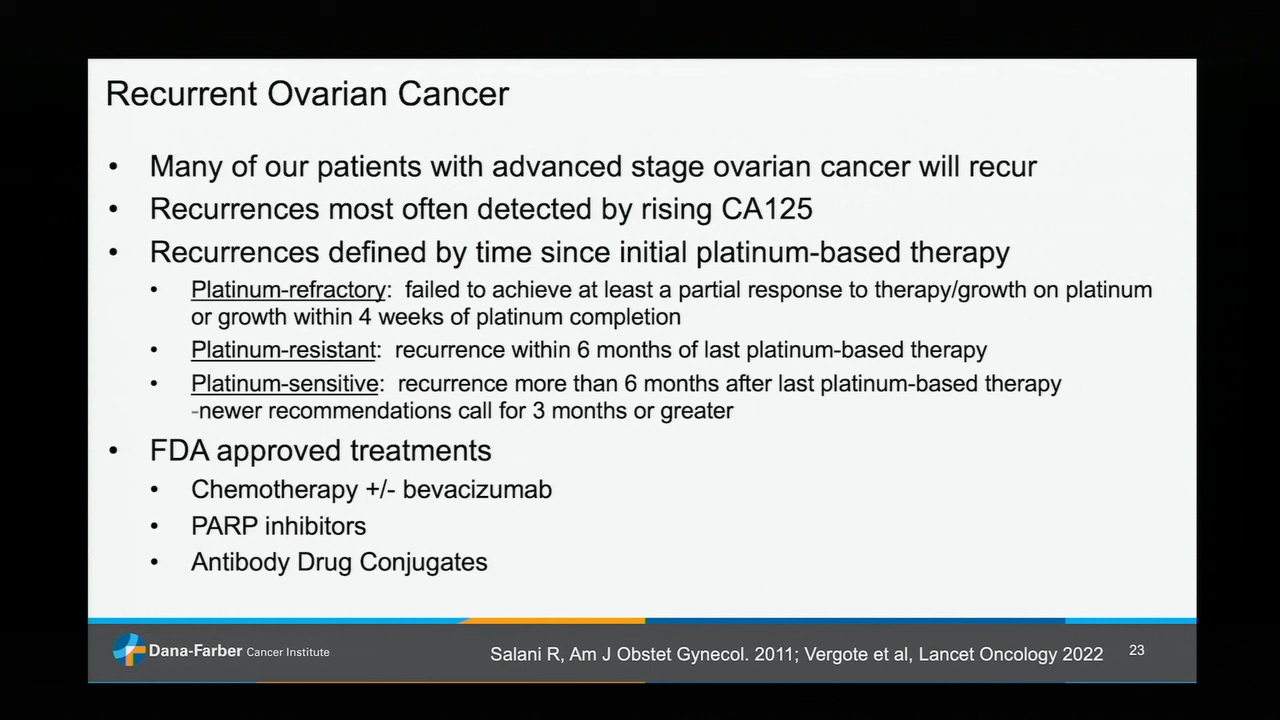 Recurrent Ovarian Cancer
• Many of our patients with advanced stage ovarian cancer will recur
• Recurrences most often detected by rising CA125
• Recurrences defined by time since initial platinum-based therapy
• Platinum-refractory: failed to achieve at least a partial response to therapy/growth on platinum
or growth within 4 weeks of platinum completion
• Platinum-resistant: recurrence within 6 months of last platinum-based therapy
• Platinum-sensitive: recurrence more than 6 months after last platinum-based therapy
-newer recommendations call for 3 months or greater
• FDA approved treatments
• Chemotherapy +/- bevacizumab
• PARP inhibitors
• Antibody Drug Conjugates
Dana-Farber Cancer Institute
Salani R, Am J Obstet Gynecol. 2011; Vergote et al, Lancet Oncology 2022
23